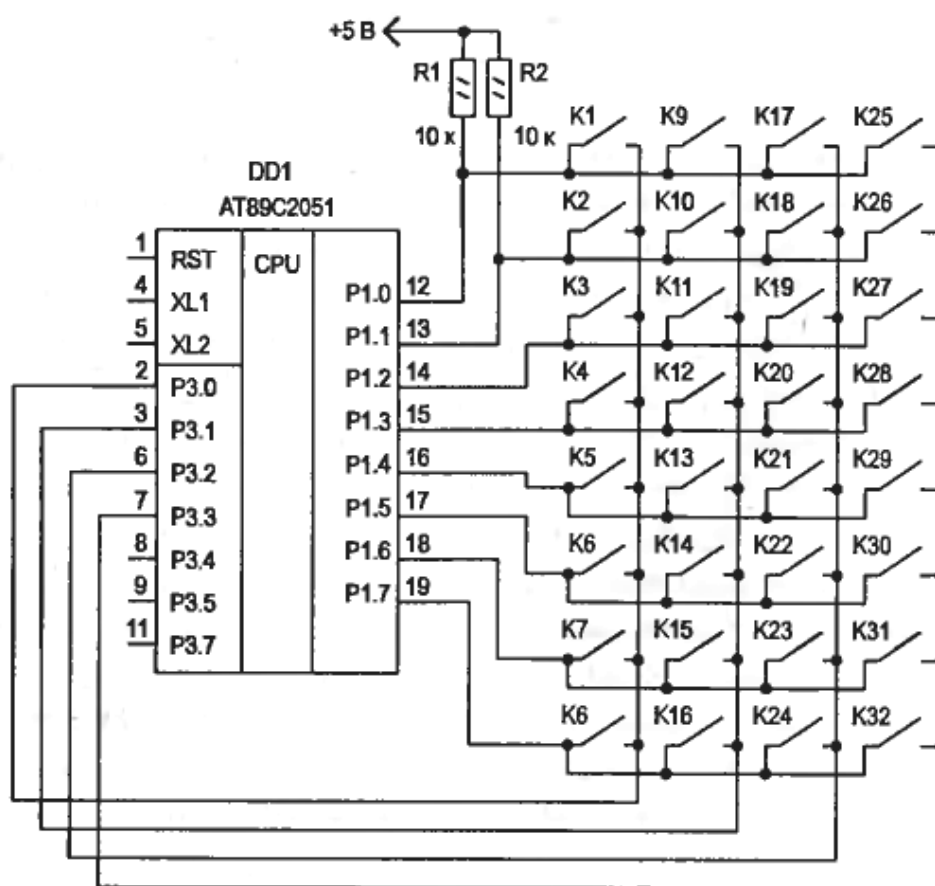 +5 В
R1 R2
10 к 10 к
K1 K9 K17 K25
DD1
AT89C2051
K2 K10 K18 K26
1 RST CPU
4 XL1 P1.0 12
K3 K11 K19 K27
5 XL2 P1.1 13
2 P3.0 P1.2 14
K4 K12 K20 K28
3 P3.1 P1.3 15
6 P3.2 P1.4 16
K5 K13 K21 K29
7 P3.3 P1.5 17
K6 K14 K22 K30
8 P3.4 P1.6 18
9 P3.5 P1.7 19
11 P3.7
K7 K15 K23 K31
K6 K16 K24 K32